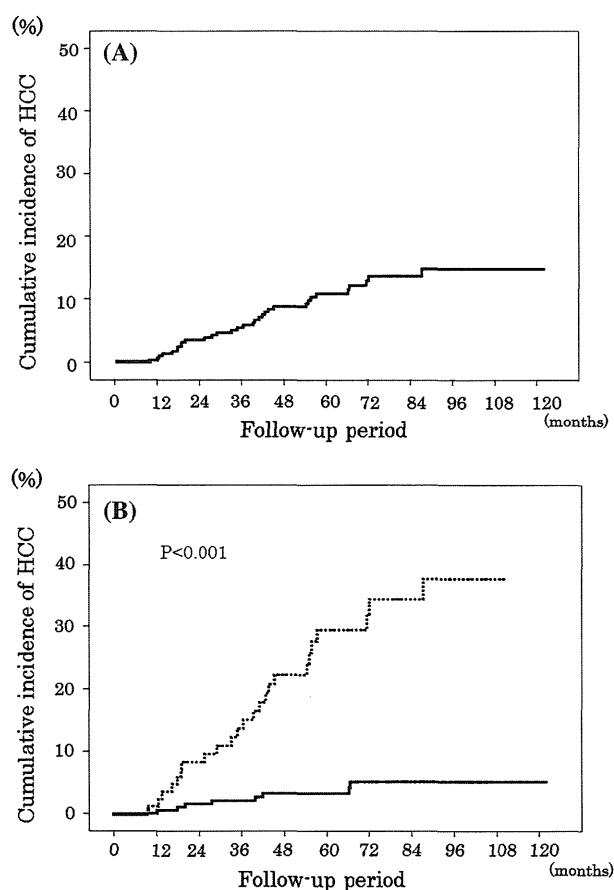 (%)
(A)
50
40
30
20
10
0
Cumulative incidence of HCC
0 12 24 36 48 60 72 84 96 108 120
(months)
Follow-up period
(%)
(B)
P<0.001
50
40
30
20
10
0
Cumulative incidence of HCC
0 12 24 36 48 60 72 84 96 108 120
(months)
Follow-up period